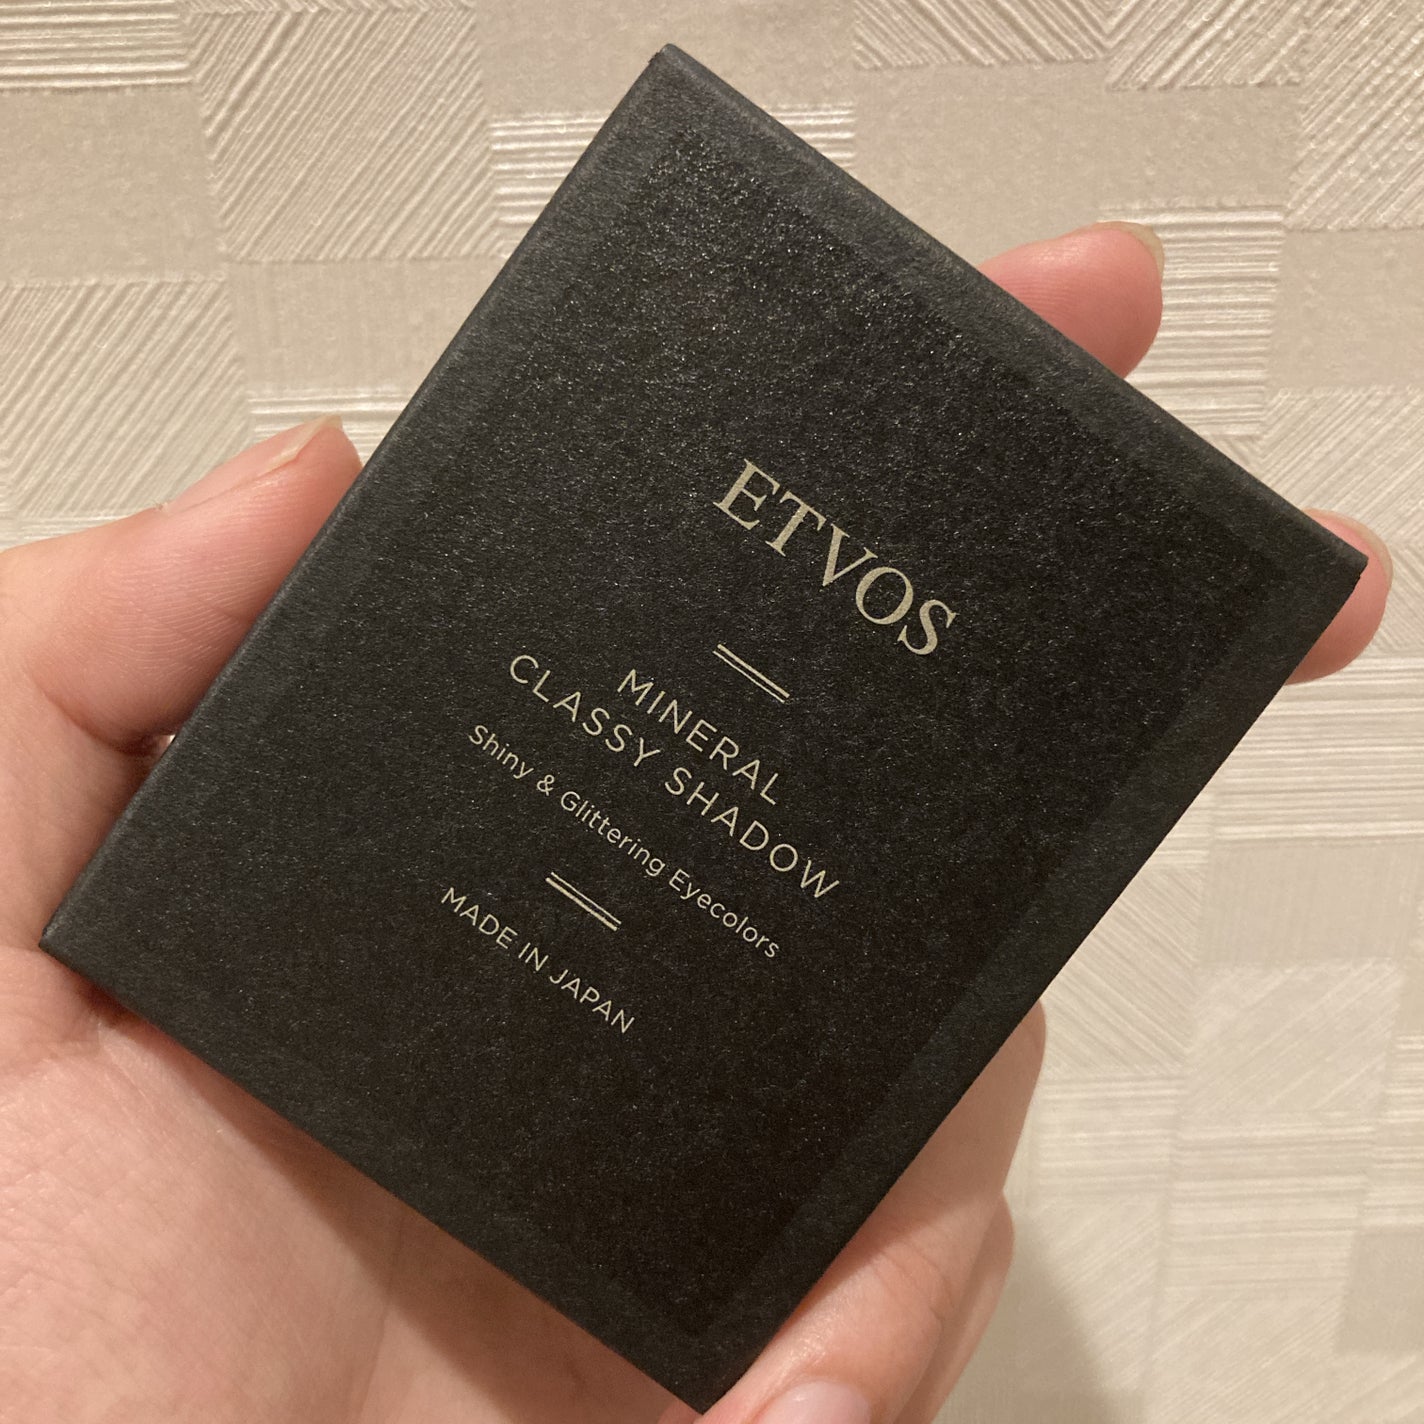 ETVOS
MINERAL
CLASSY SHADOW
Shiny & Glittering Eyecolors
MADE IN JAPAN